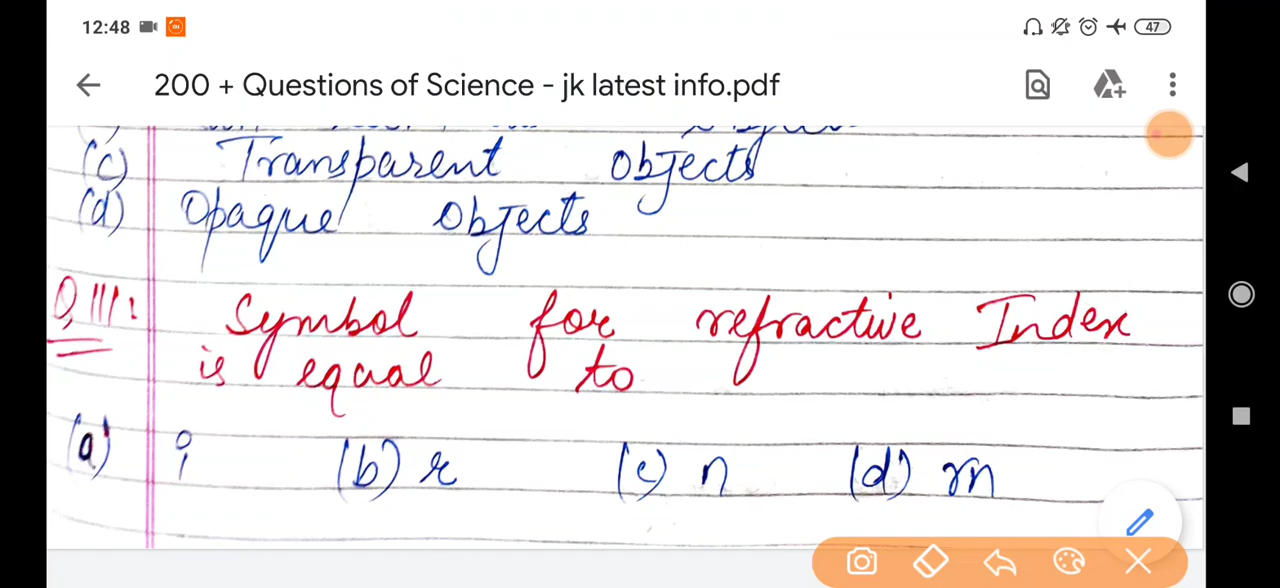 12:48
47
200 + Questions of Science - jk latest info.pdf
(c) Transparent Objects
(d) Opaque Objects
Q.111: Symbol for refractive Index
is equal to
(a) i (b) r (c) n (d) m